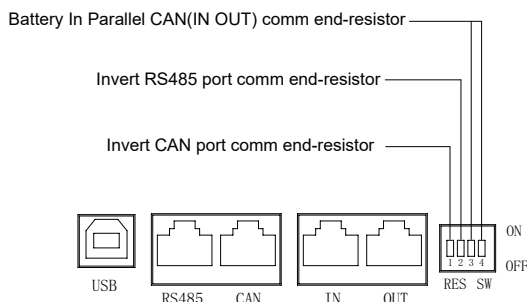 Battery In Parallel CAN(IN OUT) comm end-resistor
Invert RS485 port comm end-resistor
Invert CAN port comm end-resistor
ON
1 2 3 4
OFF
USB
RS485 CAN IN OUT
RES SW